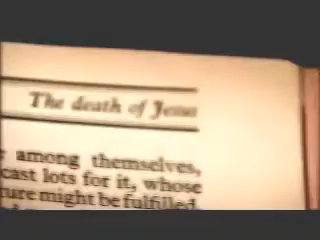 The death of Jesus
among themselves,
cast lots for it, whose
ture might be fulfilled,